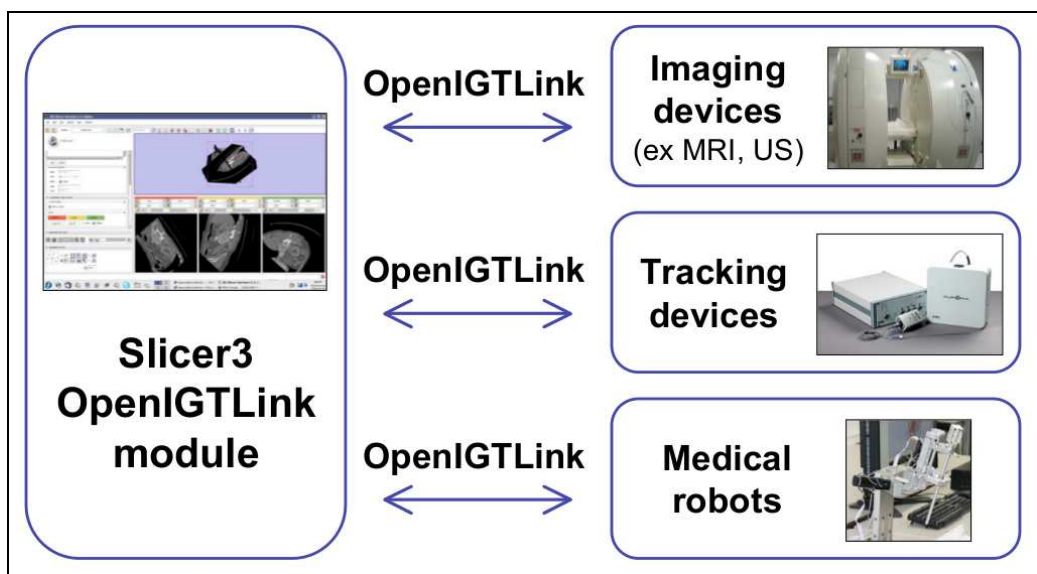 Slicer3
OpenIGTLink
module
OpenIGTLink
Imaging
devices
(ex MRI, US)
OpenIGTLink
Tracking
devices
OpenIGTLink
Medical
robots